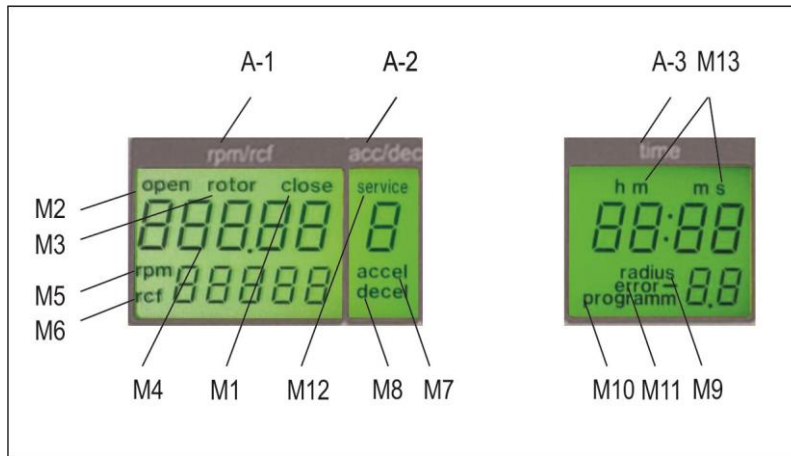 A-1 A-2 A-3 M13
rpm/rcf acc/dec time
open rotor close service h m m s
M2
888.88 8 88:88
M3
rpm 88888 accel radius
M5
error 8.8
rcf decel programm
M6
M4 M1 M12 M8 M7 M10 M11 M9